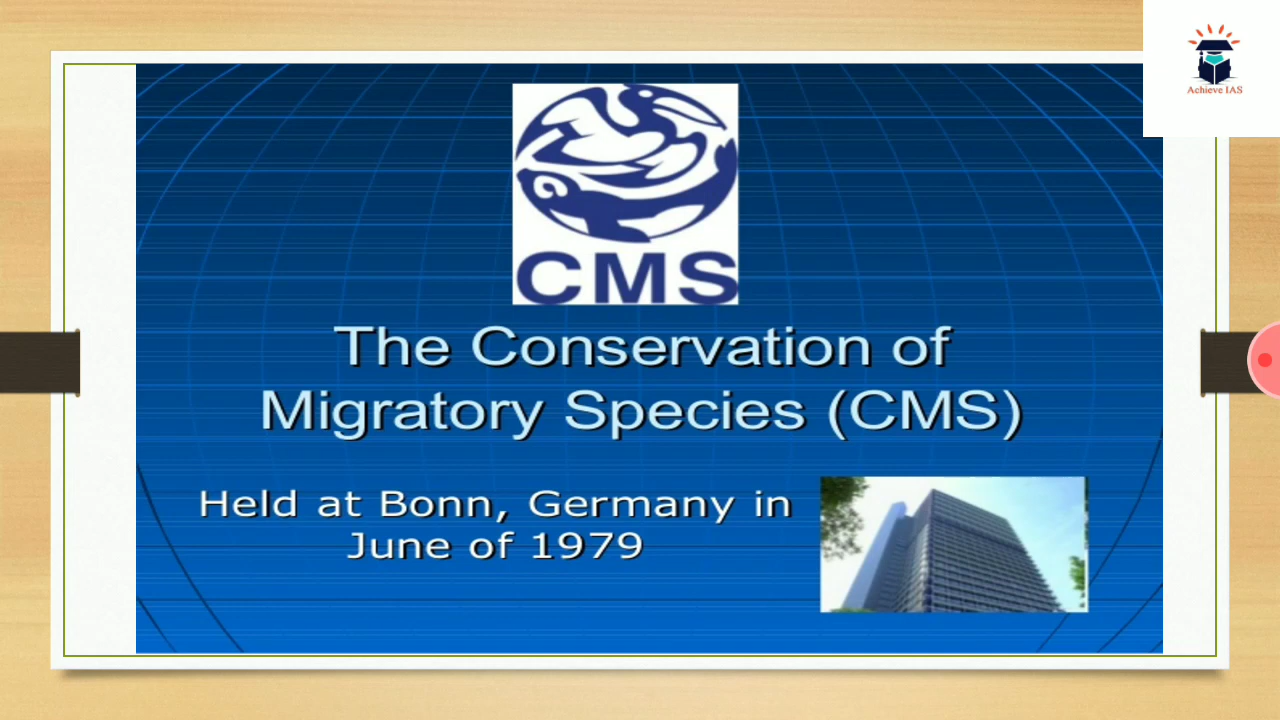 Achieve IAS
CMS
The Conservation of
Migratory Species (CMS)
Held at Bonn, Germany in
June of 1979